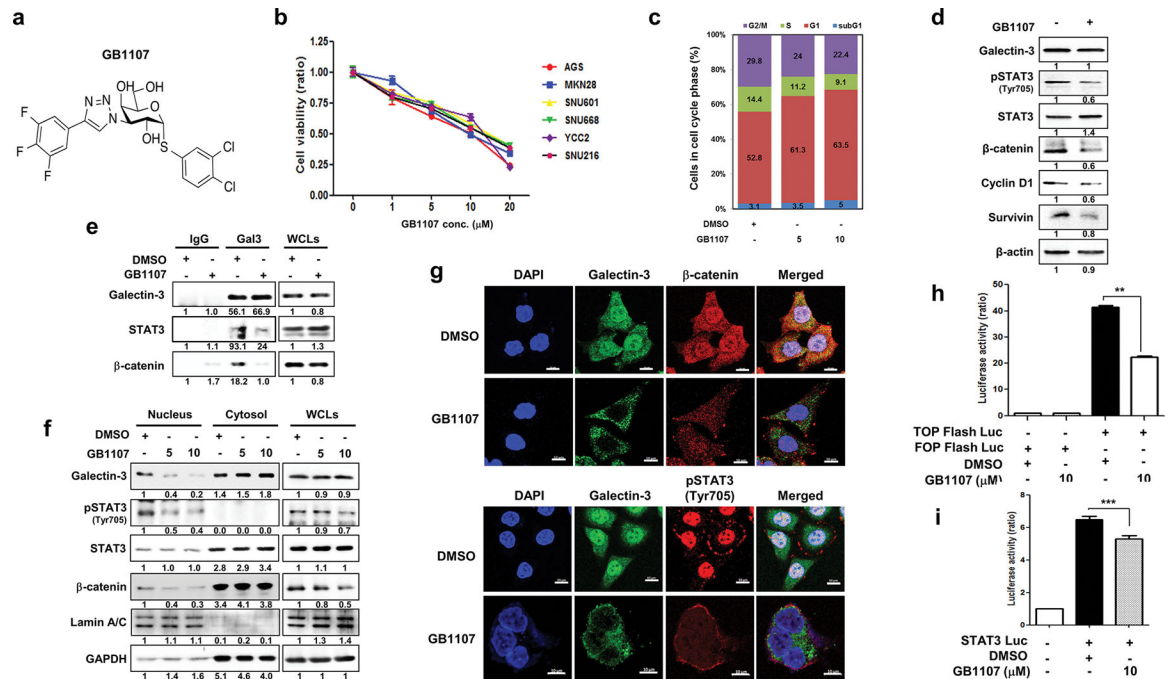 a
GB1107
OH
OH
N
N
N
O
OH
S
F
F
F
Cl
Cl
b
Cell viability (ratio)
1.25
1.00
0.75
0.50
0.25
0.00
0 1 5 10 20
GB1107 conc. (μM)
AGS
MKN28
SNU601
SNU668
YCC2
SNU216
c
G2/M S G1 subG1
Cells in cell cycle phase (%)
100%
80%
60%
40%
20%
0%
29.8 24 22.4
14.4 11.2 9.1
52.8 61.3 63.5
3.1 3.5 5
DMSO + - -
GB1107 - 5 10
d
GB1107 - +
Galectin-3
1 1
pSTAT3
(Tyr705)
1 0.6
STAT3
1 1.4
β-catenin
1 0.6
Cyclin D1
1 0.6
Survivin
1 0.8
β-actin
1 0.9
e
IgG Gal3 WCLs
DMSO + - + - + -
GB1107 - + - + - +
Galectin-3
1 1.0 56.1 66.9 1 0.8
STAT3
1 1.1 93.1 24 1 1.3
β-catenin
1 1.7 18.2 1.0 1 0.8
f
Nucleus Cytosol WCLs
DMSO + - - + - - + - -
GB1107 - 5 10 - 5 10 - 5 10
Galectin-3
1 0.4 0.2 1.4 1.5 1.8 1 0.9 0.9
pSTAT3
(Tyr705)
1 0.5 0.4 0.0 0.0 0.0 1 0.9 0.7
STAT3
1 1.0 1.0 2.8 2.9 3.4 1 1.1 1
β-catenin
1 0.4 0.3 3.4 4.1 3.8 1 0.8 0.5
Lamin A/C
1 1.1 1.1 0.1 0.2 0.1 1 1.3 1.4
GAPDH
1 1.4 1.6 5.1 4.6 4.0 1 1 1
g
DAPI Galectin-3 β-catenin Merged
DMSO
GB1107
DAPI Galectin-3 pSTAT3 (Tyr705) Merged
DMSO
GB1107
h
Luciferase activity (ratio)
50
40
30
20
10
0
**
TOP Flash Luc - - + +
FOP Flash Luc + + - -
DMSO + - + -
GB1107 (μM) - 10 - 10
i
Luciferase activity (ratio)
8
6
4
2
0
***
STAT3 Luc - + +
DMSO - + -
GB1107 (μM) - - 10